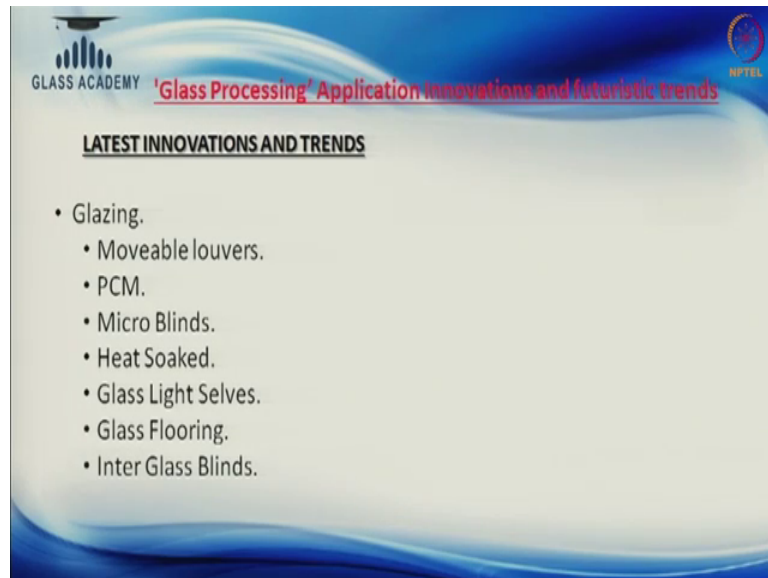 GLASS ACADEMY
NPTEL
'Glass Processing' Application Innovations and futuristic trends
LATEST INNOVATIONS AND TRENDS
• Glazing.
• Moveable louvers.
• PCM.
• Micro Blinds.
• Heat Soaked.
• Glass Light Selves.
• Glass Flooring.
• Inter Glass Blinds.